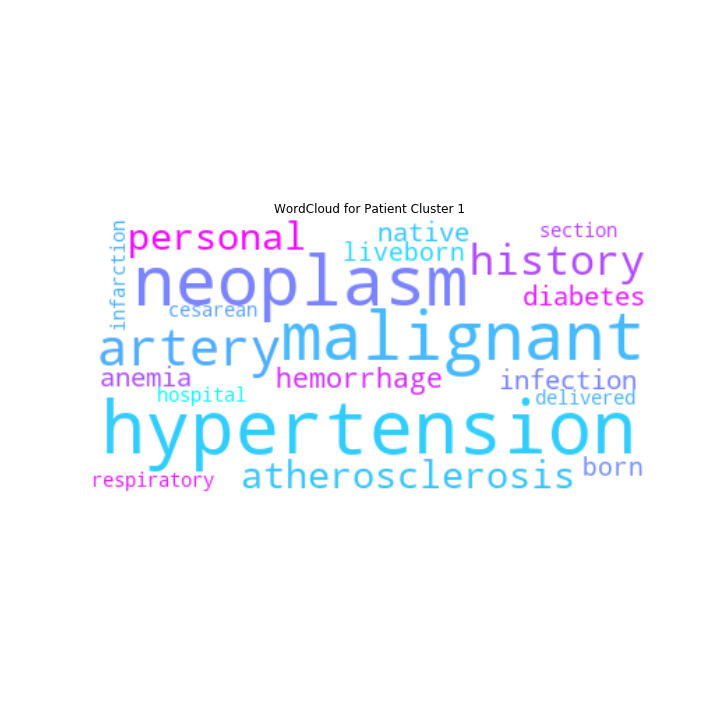 WordCloud for Patient Cluster 1
infarction
personal
native
section
liveborn
history
neoplasm
diabetes
cesarean
malignant
artery
anemia
hemorrhage
infection
hospital
delivered
hypertension
atherosclerosis
born
respiratory